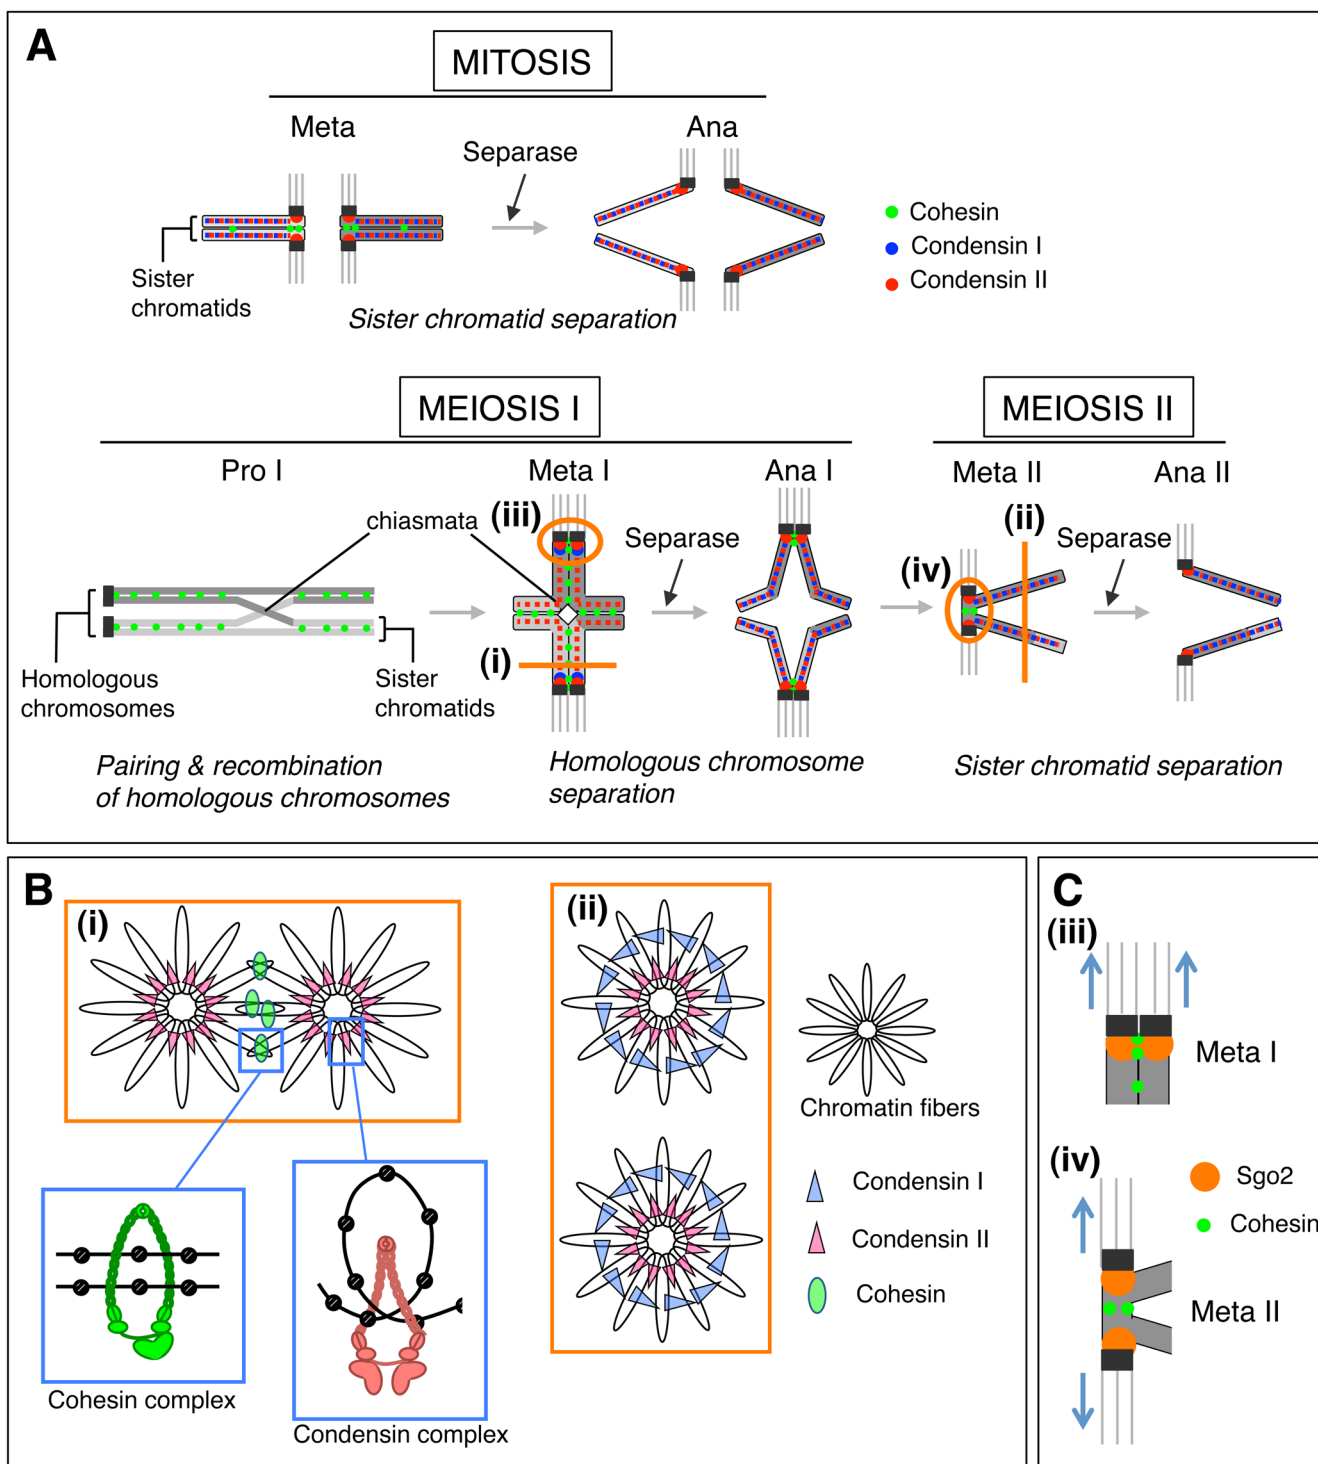 A
MITOSIS
Meta
Ana
Separase
Cohesin
Condensin I
Condensin II
Sister
chromatids
Sister chromatid separation
MEIOSIS I
MEIOSIS II
Pro I
Meta I
Ana I
Meta II
Ana II
chiasmata
(iii)
Separase
(ii)
Separase
(iv)
(i)
Homologous
chromosomes
Sister
chromatids
Pairing & recombination
of homologous chromosomes
Homologous chromosome
separation
Sister chromatid separation
B
(i)
(ii)
Chromatin fibers
Condensin I
Condensin II
Cohesin
Cohesin complex
Condensin complex
C
(iii)
Meta I
(iv)
Sgo2
Cohesin
Meta II